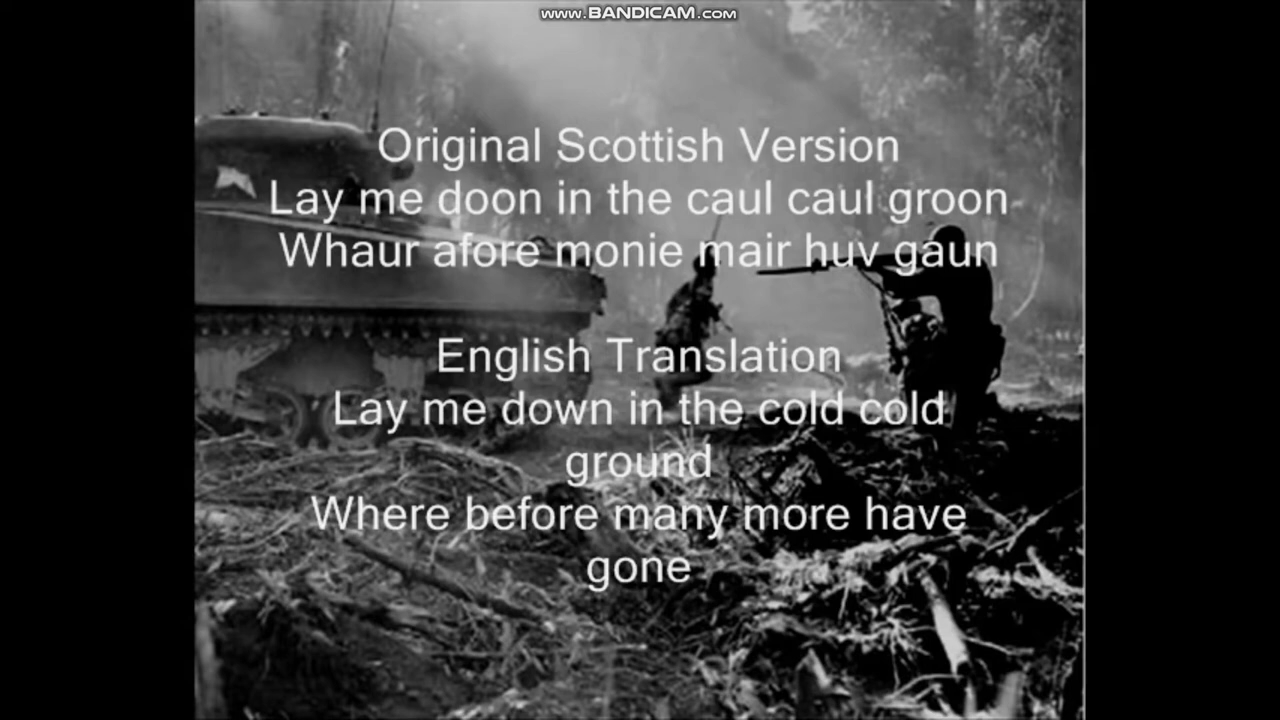 www.BANDICAM.com
Original Scottish Version
Lay me doon in the caul caul groon
Whaur afore monie mair huv gaun
English Translation
Lay me down in the cold cold
ground
Where before many more have
gone